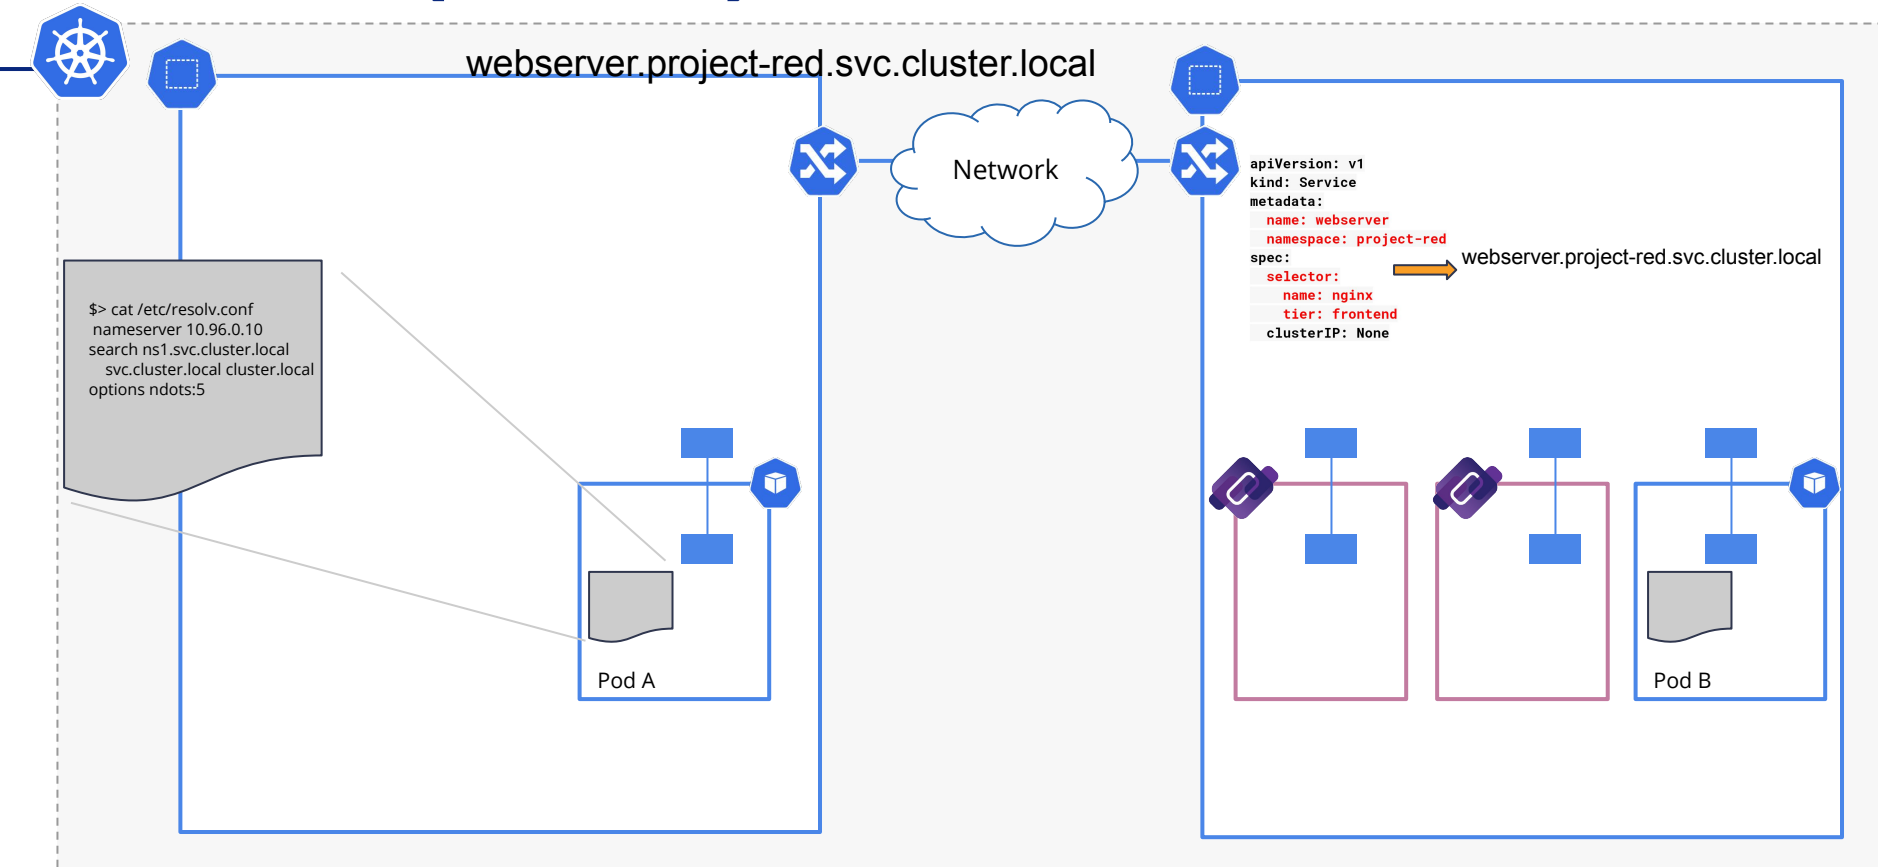 webserver.project-red.svc.cluster.local
Network
apiVersion: v1
kind: Service
metadata:
  name: webserver
  namespace: project-red
spec:
  selector:
    name: nginx
    tier: frontend
  clusterIP: None
webserver.project-red.svc.cluster.local
$> cat /etc/resolv.conf
 nameserver 10.96.0.10
search ns1.svc.cluster.local
    svc.cluster.local cluster.local
options ndots:5
Pod A
Pod B